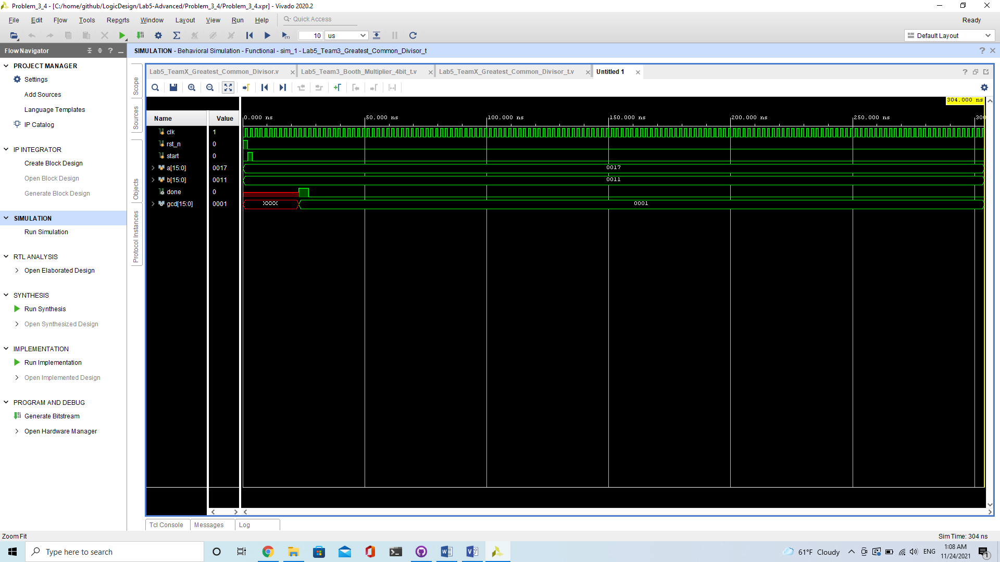 Problem_3_4 - [C:/home/github/LogicDesign/Lab5-Advanced/Problem_3_4/Problem_3_4.xpr] - Vivado 2020.2
File Edit Flow Tools Reports Window Layout View Run Help Quick Access Ready
10 us Default Layout
Flow Navigator
SIMULATION - Behavioral Simulation - Functional - sim_1 - Lab5_Team3_Greatest_Common_Divisor_t
PROJECT MANAGER
Settings
Add Sources
Language Templates
IP Catalog
IP INTEGRATOR
Create Block Design
Open Block Design
Generate Block Design
SIMULATION
Run Simulation
RTL ANALYSIS
Open Elaborated Design
SYNTHESIS
Run Synthesis
Open Synthesized Design
IMPLEMENTATION
Run Implementation
Open Implemented Design
PROGRAM AND DEBUG
Generate Bitstream
Open Hardware Manager
Scope
Sources
Objects
Protocol Instances
Lab5_TeamX_Greatest_Common_Divisor.v Lab5_Team3_Booth_Multiplier_4bit_t.v Lab5_TeamX_Greatest_Common_Divisor_t.v Untitled 1
304.000 ns
Name Value 0.000 ns 50.000 ns 100.000 ns 150.000 ns 200.000 ns 250.000 ns 300
clk 1
rst_n 0
start 0
a[15:0] 0017 0017
b[15:0] 0011 0011
done 0
gcd[15:0] 0001 XXXX 0001
Tcl Console Messages Log
Zoom Fit Sim Time: 304 ns
Type here to search
61°F Cloudy ENG
1:08 AM
11/24/2021
1